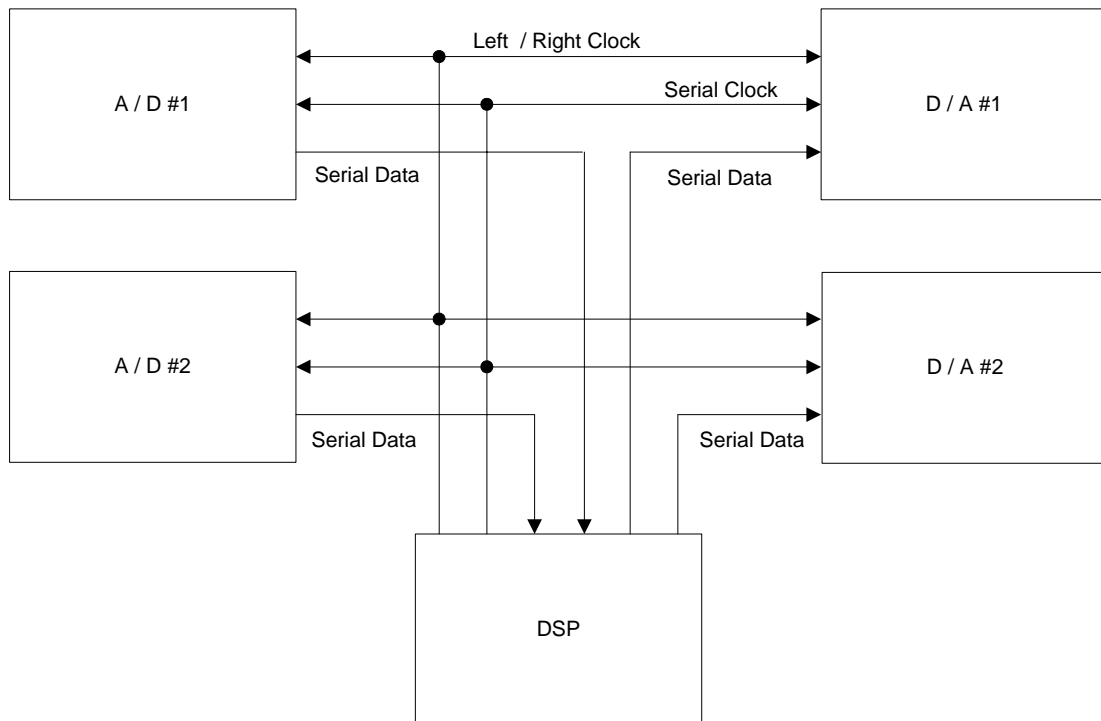 Left / Right Clock
A / D #1
Serial Clock
D / A #1
Serial Data
Serial Data
A / D #2
D / A #2
Serial Data
Serial Data
DSP